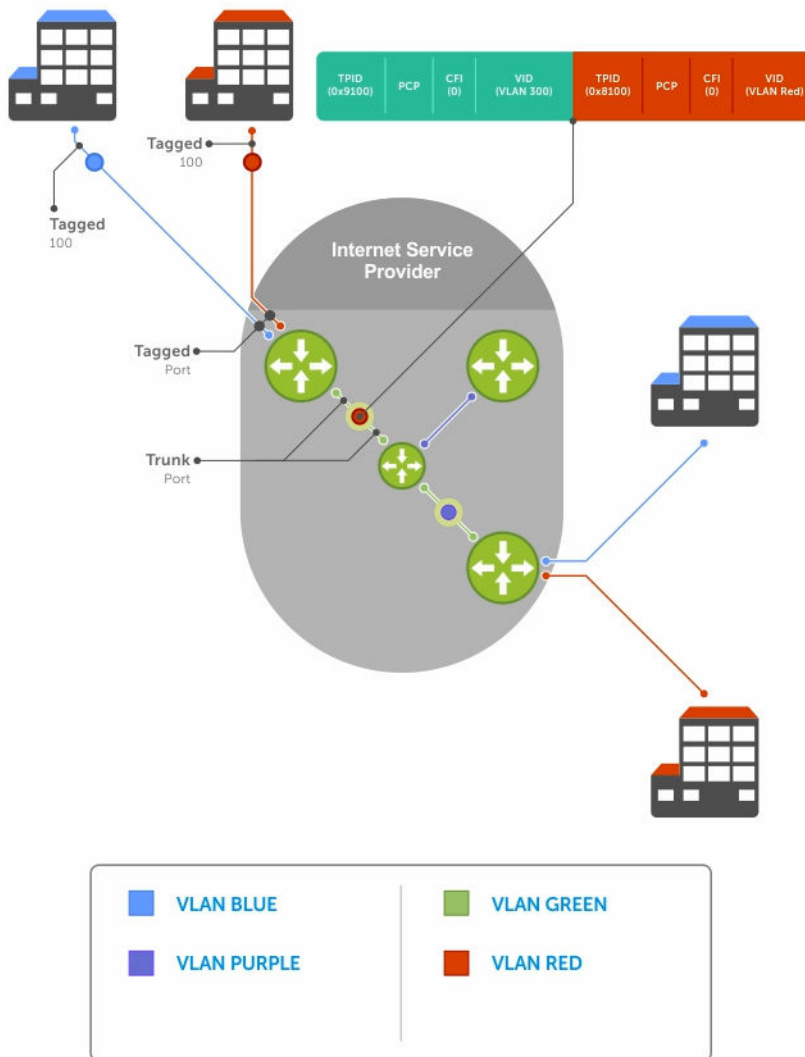 TPID
(0x9100)
PCP
CFI
(0)
VID
(VLAN 300)
TPID
(0x8100)
PCP
CFI
(0)
VID
(VLAN Red)
Tagged
100
Tagged
100
Internet Service
Provider
Tagged
Port
Trunk
Port
VLAN BLUE
VLAN GREEN
VLAN PURPLE
VLAN RED